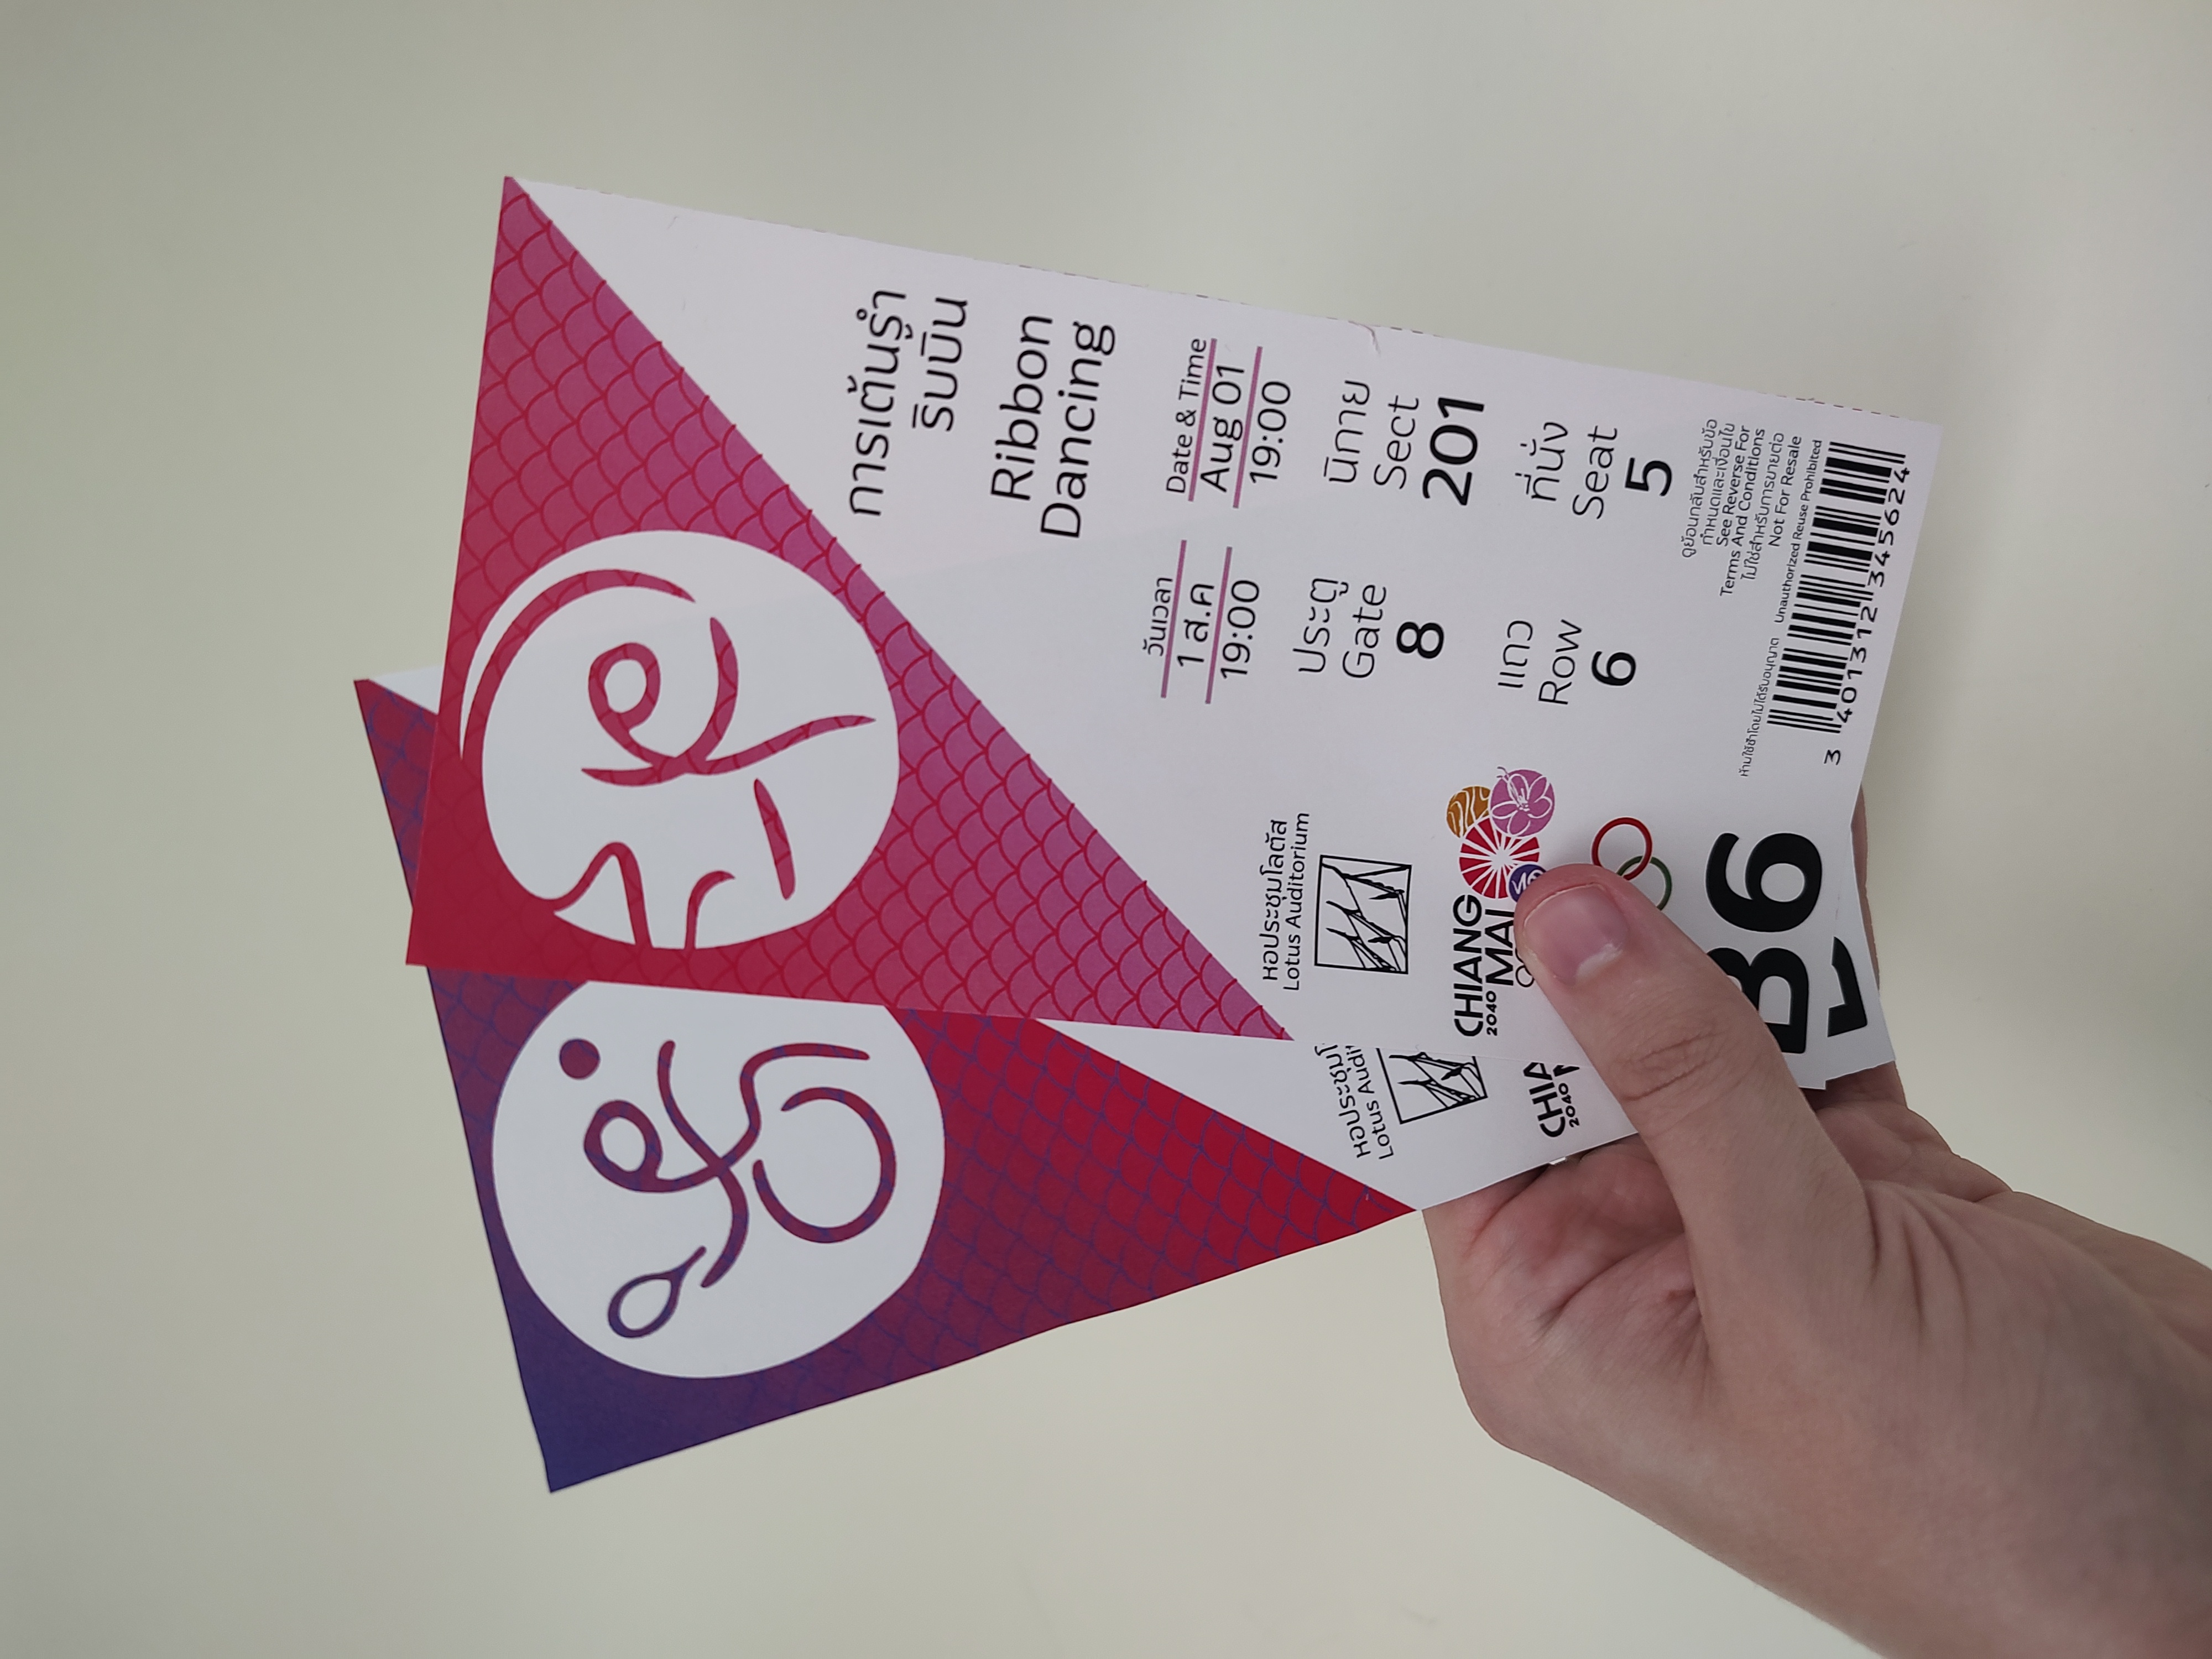 การเต้นรำ
ริบบิ้น
Ribbon
Dancing
วันเวลา
1 ส.ค
19:00
Date & Time
Aug 01
19:00
หอประชุมโลตัส
Lotus Auditorium
ประตู
Gate
8
นิกาย
Sect
201
CHIANG
2040 MAI
แถว
Row
6
ที่นั่ง
Seat
5
ดูย้อนกลับสำหรับข้อ
กำหนดและเงื่อนไข
See Reverse For
Terms And Conditions
ไม่ใช่สำหรับการขายต่อ
Not For Resale
ห้ามใช้ซ้ำโดยไม่ได้รับอนุญาต Unauthorized Reuse Prohibited
B6
3 401312 345624
หอประชุม
Lotus
2040